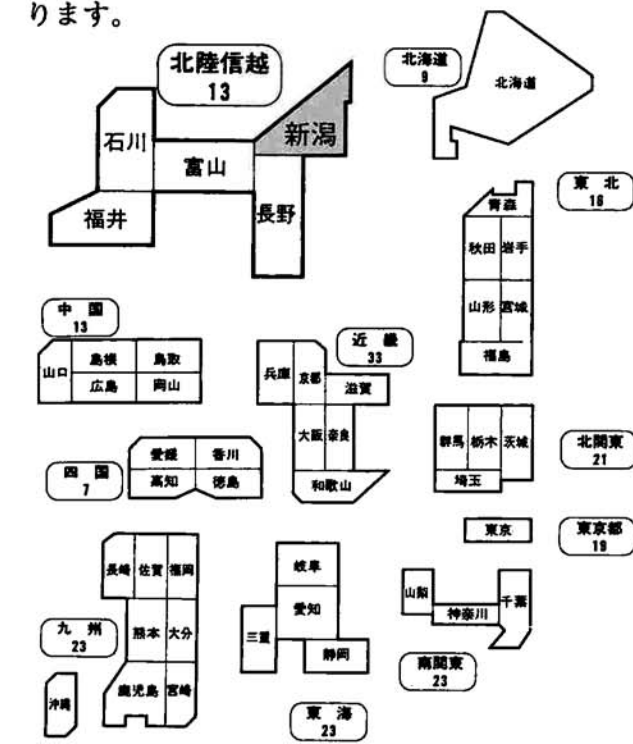 ります。
北陸信越
13
石川
富山
新潟
福井
長野
北海道
9
北海道
東北
16
青森
秋田
岩手
山形
宮城
福島
中国
13
山口
島根
鳥取
広島
岡山
近畿
33
兵庫
京都
滋賀
大阪
奈良
和歌山
四国
7
愛媛
香川
高知
徳島
群馬
栃木
茨城
埼玉
北関東
21
東京
東京都
19
九州
23
長崎
佐賀
福岡
熊本
大分
鹿児島
宮崎
沖縄
岐阜
愛知
三重
静岡
東海
23
山梨
神奈川
千葉
南関東
23